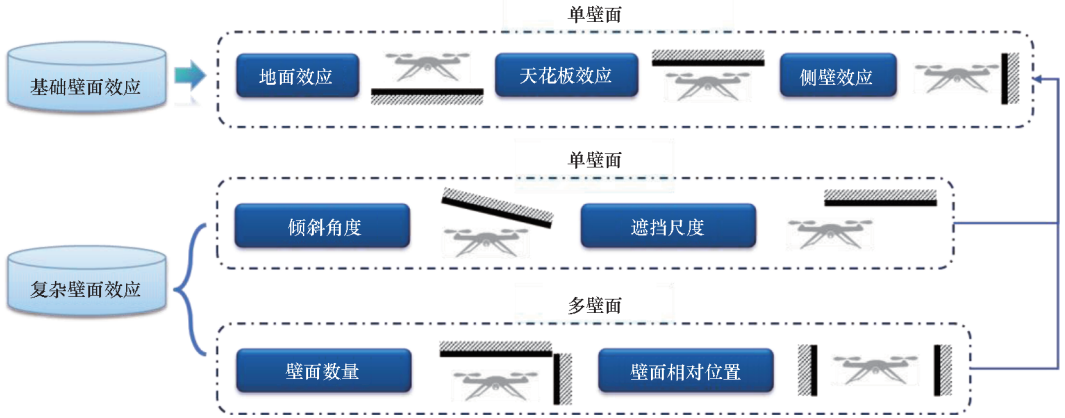 单壁面
基础壁面效应
地面效应
天花板效应
侧壁效应
单壁面
倾斜角度
遮挡尺度
复杂壁面效应
多壁面
壁面数量
壁面相对位置